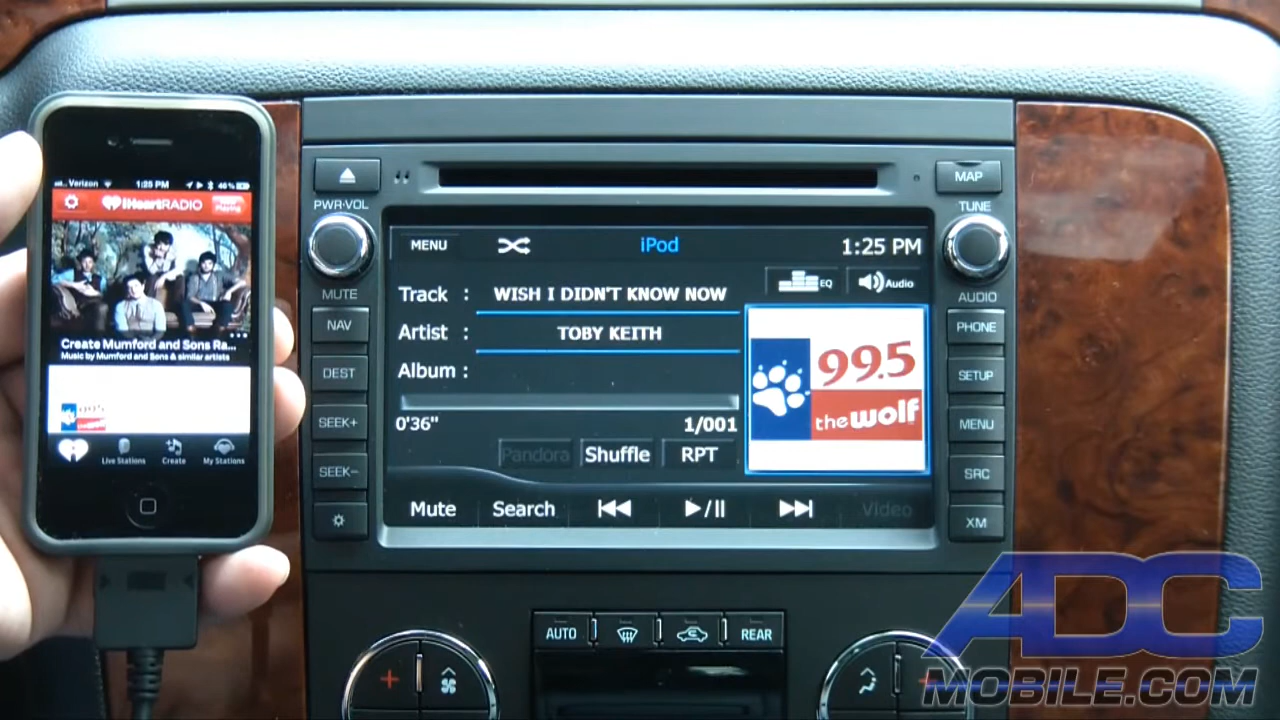 Verizon 1:25 PM 46%
iHeartRADIO
Create Mumford and Sons Ra...
Music by Mumford and Sons & similar artists
99.5
Live Stations Create My Stations
PWR·VOL
MUTE
NAV
DEST
SEEK+
SEEK-
MENU iPod 1:25 PM
EQ Audio
Track : WISH I DIDN'T KNOW NOW
Artist : TOBY KEITH
Album :
0'36" 1/001
Pandora Shuffle RPT
99.5
the wolf
Mute Search Video
MAP
TUNE
AUDIO
PHONE
SETUP
MENU
SRC
XM
AUTO REAR
ADC
MOBILE.COM